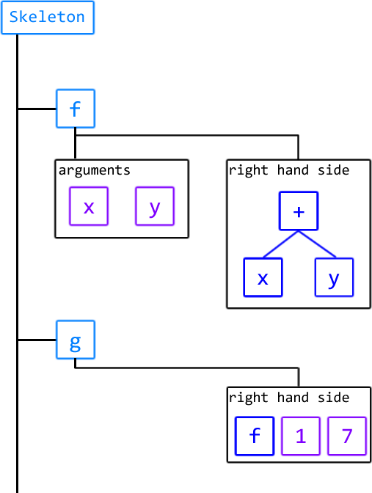 Skeleton
f
arguments
x y
right hand side
+
x y
g
right hand side
f 1 7